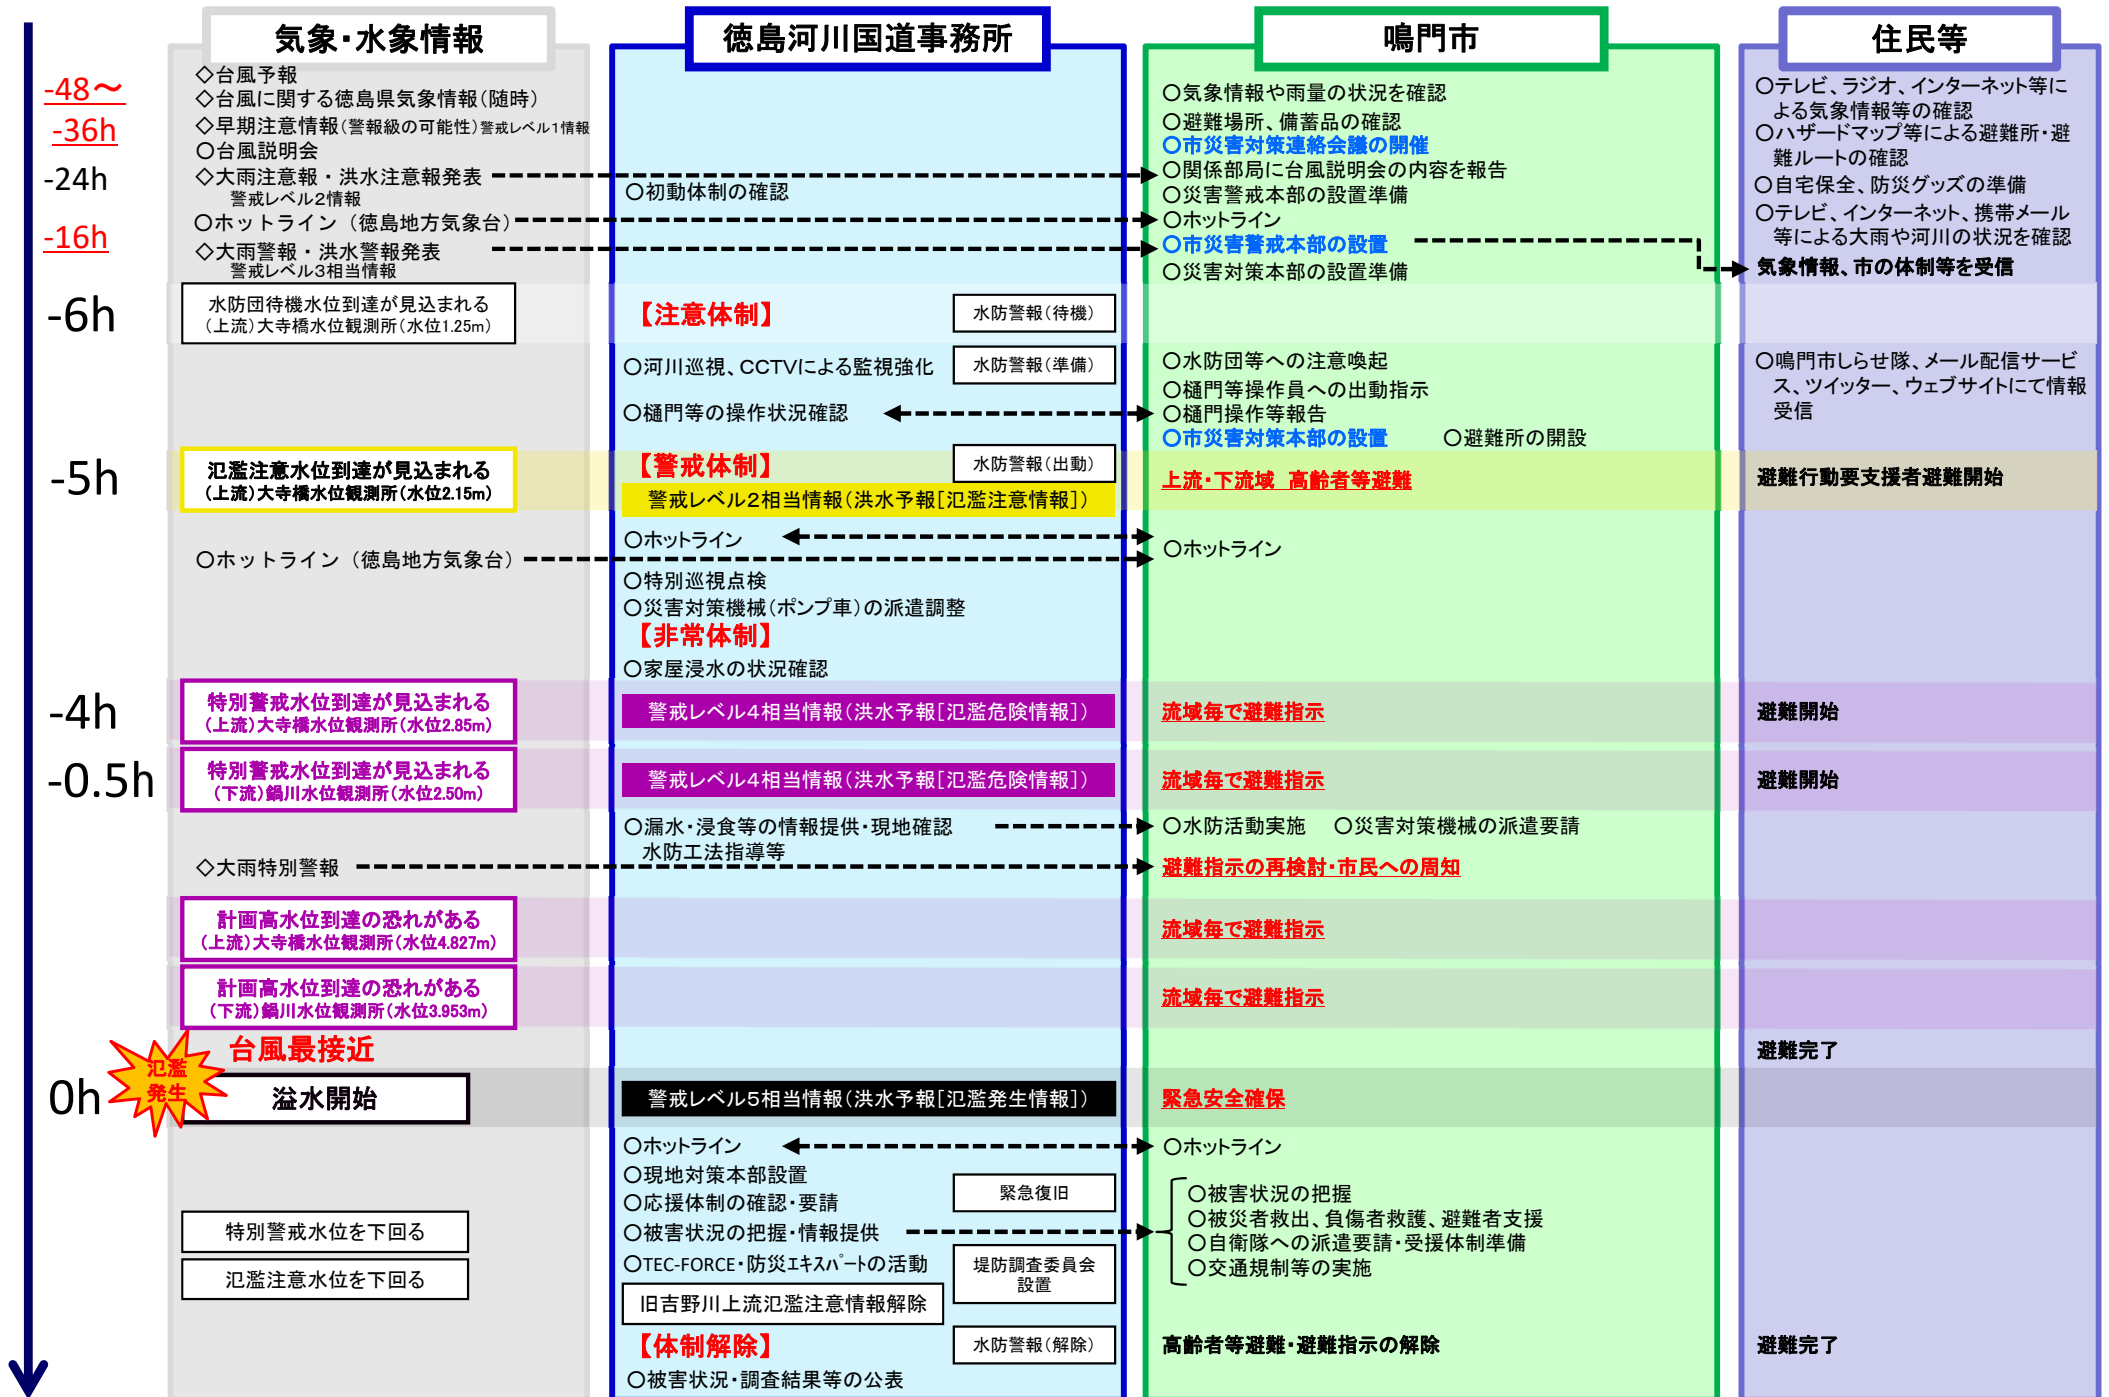 気象・水象情報
徳島河川国道事務所
鳴門市
住民等
-48～
-36h
-24h
-16h
-6h
-5h
-4h
-0.5h
0h
◇台風予報
◇台風に関する徳島県気象情報(随時)
◇早期注意情報(警報級の可能性)警戒レベル1情報
○台風説明会
◇大雨注意報・洪水注意報発表
警戒レベル2情報
○ホットライン（徳島地方気象台）
◇大雨警報・洪水警報発表
警戒レベル3相当情報
水防団待機水位到達が見込まれる
(上流)大寺橋水位観測所(水位1.25m)
氾濫注意水位到達が見込まれる
(上流)大寺橋水位観測所(水位2.15m)
○ホットライン（徳島地方気象台）
特別警戒水位到達が見込まれる
(上流)大寺橋水位観測所(水位2.85m)
特別警戒水位到達が見込まれる
(下流)鍋川水位観測所(水位2.50m)
◇大雨特別警報
計画高水位到達の恐れがある
(上流)大寺橋水位観測所(水位4.827m)
計画高水位到達の恐れがある
(下流)鍋川水位観測所(水位3.953m)
台風最接近
氾濫
発生
溢水開始
特別警戒水位を下回る
氾濫注意水位を下回る
○初動体制の確認
【注意体制】
水防警報(待機)
○河川巡視、CCTVによる監視強化
水防警報(準備)
○樋門等の操作状況確認
【警戒体制】
水防警報(出動)
警戒レベル2相当情報(洪水予報[氾濫注意情報])
○ホットライン
○特別巡視点検
○災害対策機械(ポンプ車)の派遣調整
【非常体制】
○家屋浸水の状況確認
警戒レベル4相当情報(洪水予報[氾濫危険情報])
警戒レベル4相当情報(洪水予報[氾濫危険情報])
○漏水・浸食等の情報提供・現地確認
水防工法指導等
警戒レベル5相当情報(洪水予報[氾濫発生情報])
○ホットライン
○現地対策本部設置
○応援体制の確認・要請
緊急復旧
○被害状況の把握・情報提供
○TEC-FORCE・防災ｴｷｽﾊﾟｰﾄの活動
堤防調査委員会
設置
旧吉野川上流氾濫注意情報解除
【体制解除】
水防警報(解除)
○被害状況・調査結果等の公表
○気象情報や雨量の状況を確認
○避難場所、備蓄品の確認
○市災害対策連絡会議の開催
○関係部局に台風説明会の内容を報告
○災害警戒本部の設置準備
○ホットライン
○市災害警戒本部の設置
○災害対策本部の設置準備
○水防団等への注意喚起
○樋門等操作員への出動指示
○樋門操作等報告
○市災害対策本部の設置 ○避難所の開設
上流・下流域 高齢者等避難
○ホットライン
流域毎で避難指示
流域毎で避難指示
○水防活動実施 ○災害対策機械の派遣要請
避難指示の再検討・市民への周知
流域毎で避難指示
流域毎で避難指示
緊急安全確保
○ホットライン
○被害状況の把握
○被災者救出、負傷者救護、避難者支援
○自衛隊への派遣要請・受援体制準備
○交通規制等の実施
高齢者等避難・避難指示の解除
○テレビ、ラジオ、インターネット等に
よる気象情報等の確認
○ハザードマップ等による避難所・避
難ルートの確認
○自宅保全、防災グッズの準備
○テレビ、インターネット、携帯メール
等による大雨や河川の状況を確認
気象情報、市の体制等を受信
○鳴門市しらせ隊、メール配信サービ
ス、ツイッター、ウェブサイトにて情報
受信
避難行動要支援者避難開始
避難開始
避難開始
避難完了
避難完了